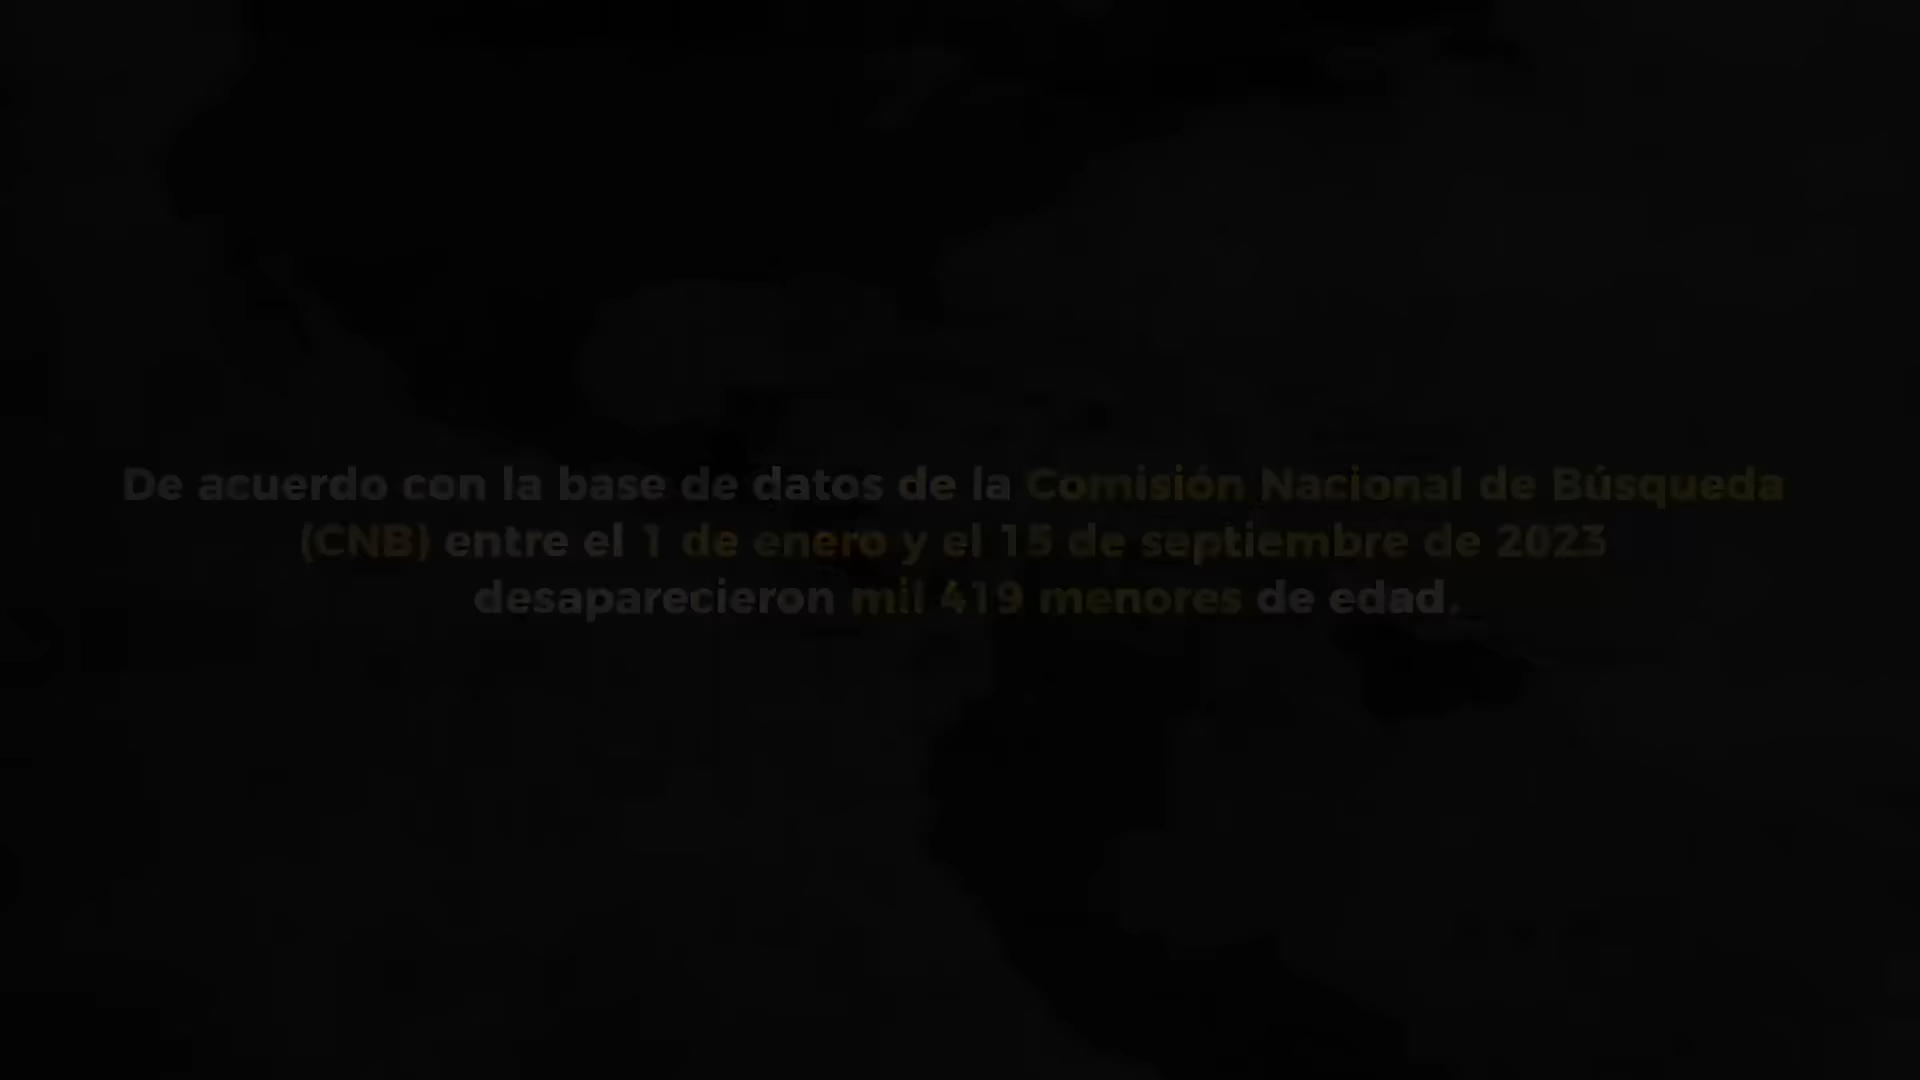 De acuerdo con la base de datos de la Comisión Nacional de Búsqueda
(CNB) entre el 1 de enero y el 15 de septiembre de 2023
desaparecieron mil 419 menores de edad.